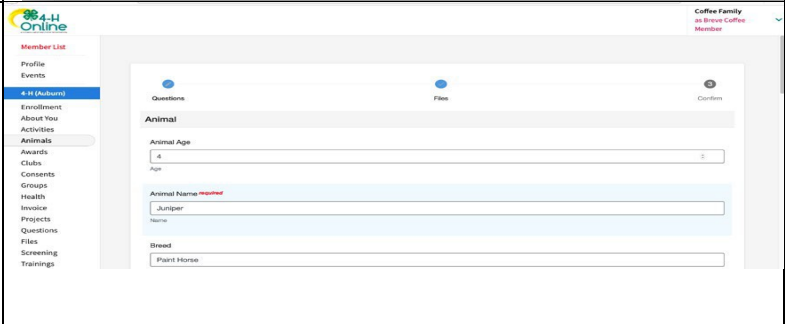 4-H
Online
Coffee Family
as Breve Coffee
Member
Member List
Profile
Events
4-H (Auburn)
Enrollment
About You
Activities
Animals
Awards
Clubs
Consents
Groups
Health
Invoice
Projects
Questions
Files
Screening
Trainings
3
Questions
Files
Confirm
Animal
Animal Age
4
Age
Animal Name required
Juniper
Name
Breed
Paint Horse